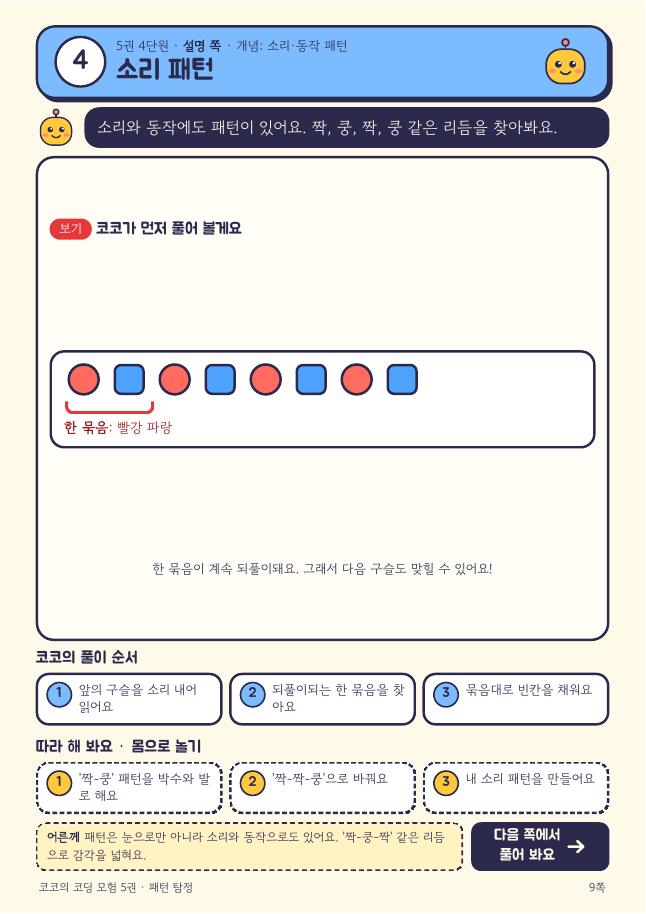 4
5권 4단원 · 설명 쪽 · 개념: 소리·동작 패턴
소리 패턴
소리와 동작에도 패턴이 있어요. 짝, 쿵, 짝, 쿵 같은 리듬을 찾아봐요.
보기 코코가 먼저 풀어 볼게요
한 묶음: 빨강 파랑
한 묶음이 계속 되풀이돼요. 그래서 다음 구슬도 맞힐 수 있어요!
코코의 풀이 순서
1 앞의 구슬을 소리 내어
읽어요
2 되풀이되는 한 묶음을 찾
아요
3 묶음대로 빈칸을 채워요
따라 해 봐요 · 몸으로 놀기
1 '짝-쿵' 패턴을 박수와 발
로 해요
2 '짝-짝-쿵'으로 바꿔요
3 내 소리 패턴을 만들어요
어른께 패턴은 눈으로만 아니라 소리와 동작으로도 있어요. '짝-쿵-짝' 같은 리듬
으로 감각을 넓혀요.
다음 쪽에서
풀어 봐요 →
코코의 코딩 모험 5권 · 패턴 탐정
9쪽